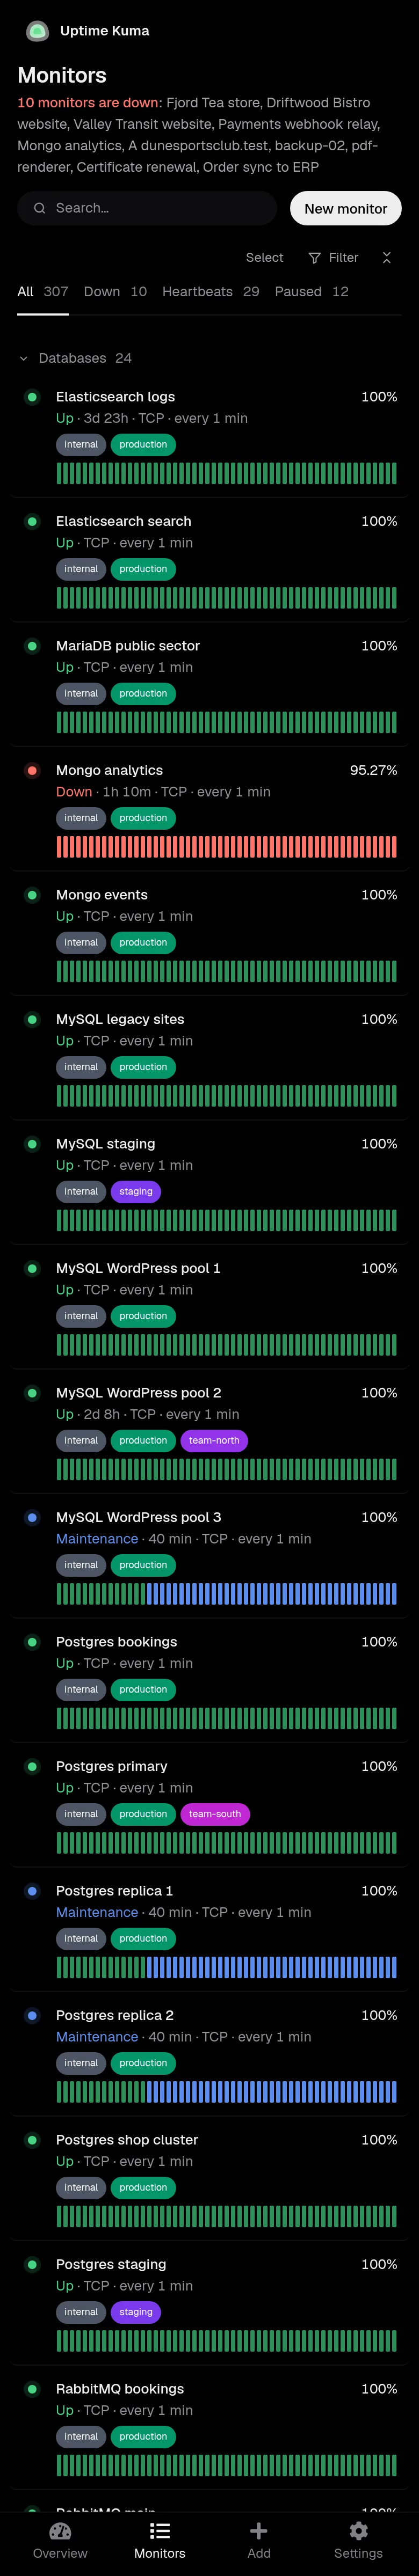 Uptime Kuma
Monitors
10 monitors are down: Fjord Tea store, Driftwood Bistro
website, Valley Transit website, Payments webhook relay,
Mongo analytics, A dunesportsclub.test, backup-02, pdf-
renderer, Certificate renewal, Order sync to ERP
Search...
New monitor
Select Filter
All 307 Down 10 Heartbeats 29 Paused 12
Databases 24
Elasticsearch logs 100%
Up · 3d 23h · TCP · every 1 min
internal production
Elasticsearch search 100%
Up · TCP · every 1 min
internal production
MariaDB public sector 100%
Up · TCP · every 1 min
internal production
Mongo analytics 95.27%
Down · 1h 10m · TCP · every 1 min
internal production
Mongo events 100%
Up · TCP · every 1 min
internal production
MySQL legacy sites 100%
Up · TCP · every 1 min
internal production
MySQL staging 100%
Up · TCP · every 1 min
internal staging
MySQL WordPress pool 1 100%
Up · TCP · every 1 min
internal production
MySQL WordPress pool 2 100%
Up · 2d 8h · TCP · every 1 min
internal production team-north
MySQL WordPress pool 3 100%
Maintenance · 40 min · TCP · every 1 min
internal production
Postgres bookings 100%
Up · TCP · every 1 min
internal production
Postgres primary 100%
Up · TCP · every 1 min
internal production team-south
Postgres replica 1 100%
Maintenance · 40 min · TCP · every 1 min
internal production
Postgres replica 2 100%
Maintenance · 40 min · TCP · every 1 min
internal production
Postgres shop cluster 100%
Up · TCP · every 1 min
internal production
Postgres staging 100%
Up · TCP · every 1 min
internal staging
RabbitMQ bookings 100%
Up · TCP · every 1 min
internal production
RabbitMQ main 100%
Overview Monitors Add Settings